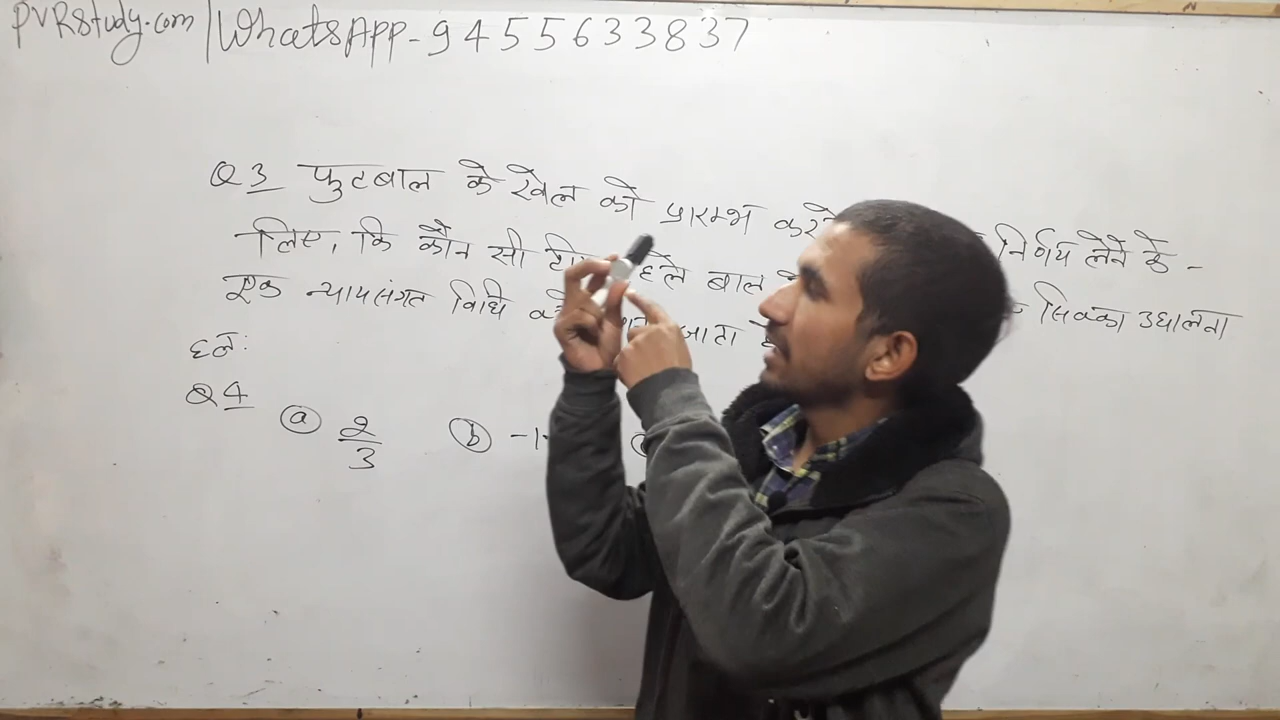 PVRstudy.com | WhatsApp - 9455633837
Q3 फुटबाल के खेल को प्रारम्भ करने निर्णय लेने के -
लिए, कि कौन सी हले बाल सिक्का उछालना
एक न्यायसंगत विधि जाता है
हल:
Q4 (a) 2/3 (b) -1.